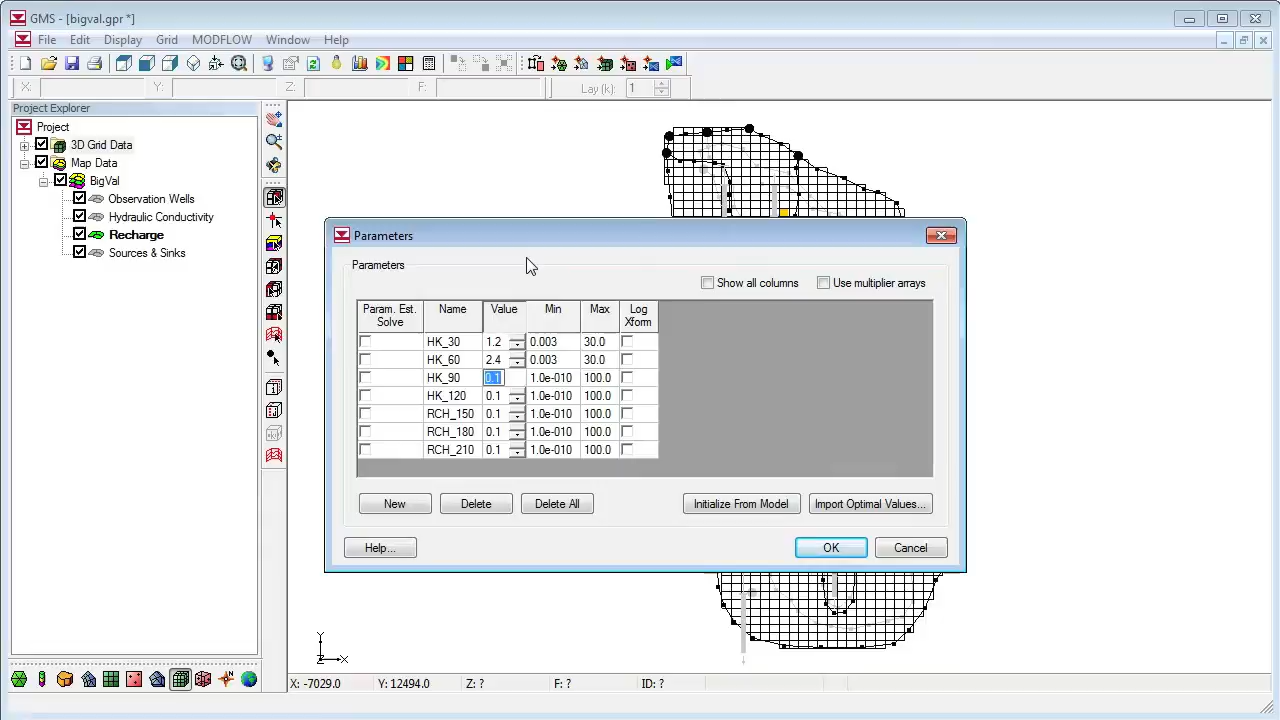 GMS - [bigval.gpr *]
File Edit Display Grid MODFLOW Window Help
X: Y: Z: F: Lay (k): 1
Project Explorer
Project
3D Grid Data
Map Data
BigVal
Observation Wells
Hydraulic Conductivity
Recharge
Sources & Sinks
Parameters
Parameters
Show all columns Use multiplier arrays
Param. Est. Solve Name Value Min Max Log Xform
HK_30 1.2 0.003 30.0
HK_60 2.4 0.003 30.0
HK_90 0.1 1.0e-010 100.0
HK_120 0.1 1.0e-010 100.0
RCH_150 0.1 1.0e-010 100.0
RCH_180 0.1 1.0e-010 100.0
RCH_210 0.1 1.0e-010 100.0
New Delete Delete All Initialize From Model Import Optimal Values...
Help... OK Cancel
Y
Z X
X: -7029.0 Y: 12494.0 Z: ? F: ? ID: ?